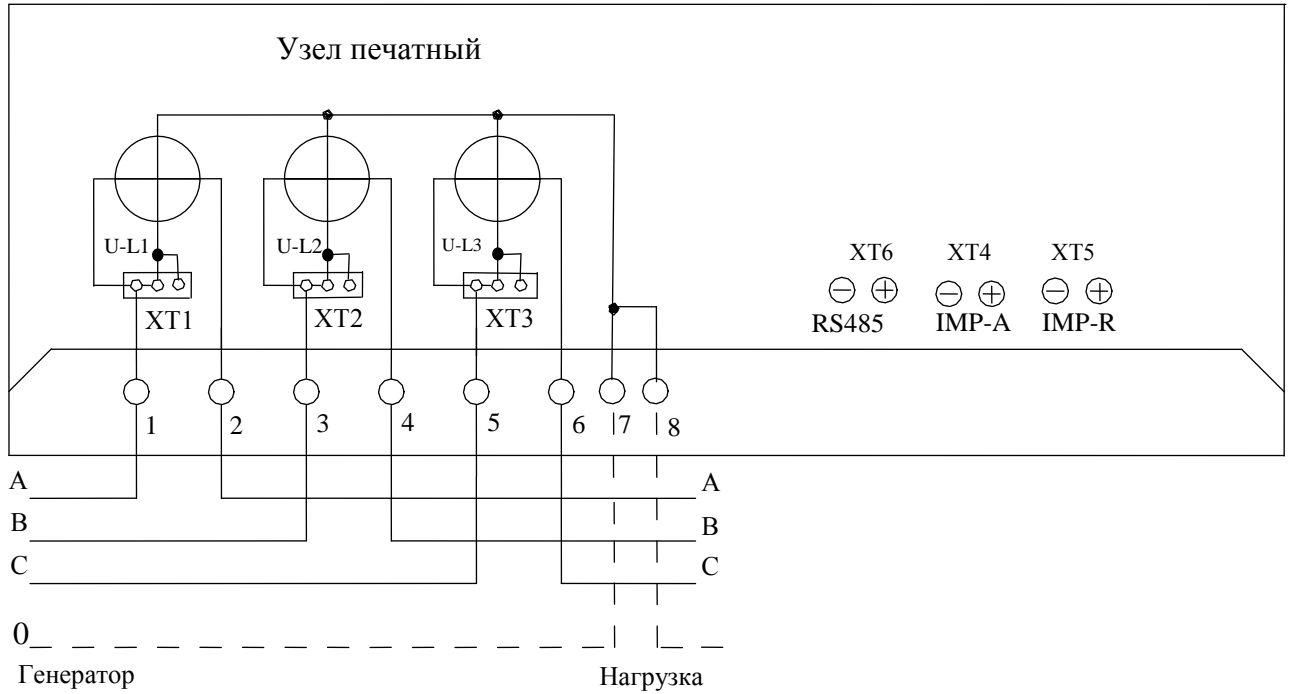 Узел печатный
U-L1 U-L2 U-L3
XT6 XT4 XT5
XT1 XT2 XT3
RS485 IMP-A IMP-R
1 2 3 4 5 6 7 8
A A
B B
C C
0
Генератор Нагрузка